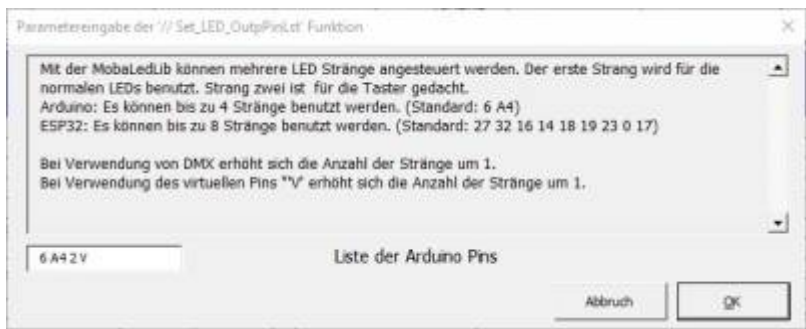 Parametereingabe der '// Set_LED_OutpPinLst' Funktion
Mit der MobaLedLib können mehrere LED Stränge angesteuert werden. Der erste Strang wird für die
normalen LEDs benutzt. Strang zwei ist für die Taster gedacht.
Arduino: Es können bis zu 4 Stränge benutzt werden. (Standard: 6 A4)
ESP32: Es können bis zu 8 Stränge benutzt werden. (Standard: 27 32 16 14 18 19 23 0 17)
Bei Verwendung von DMX erhöht sich die Anzahl der Stränge um 1.
Bei Verwendung des virtuellen Pins "'V' erhöht sich die Anzahl der Stränge um 1.
6 A4 2 V
Liste der Arduino Pins
Abbruch
OK